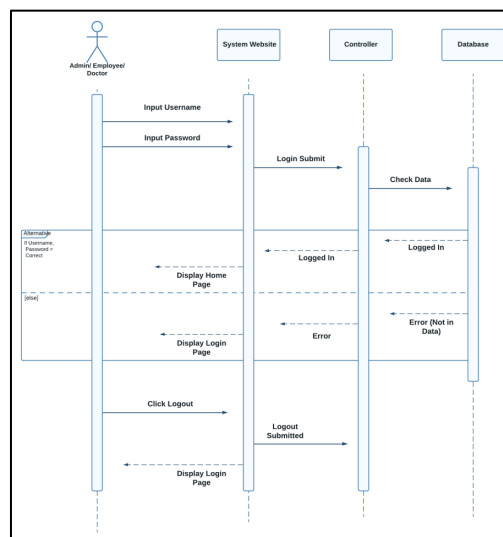 Admin/ Employee/
Doctor
System Website
Controller
Database
Input Username
Input Password
Login Submit
Check Data
Alternative
If Username,
Password =
Correct
Logged In
Logged In
Display Home
Page
[else]
Error (Not in
Data)
Error
Display Login
Page
Click Logout
Logout
Submitted
Display Login
Page